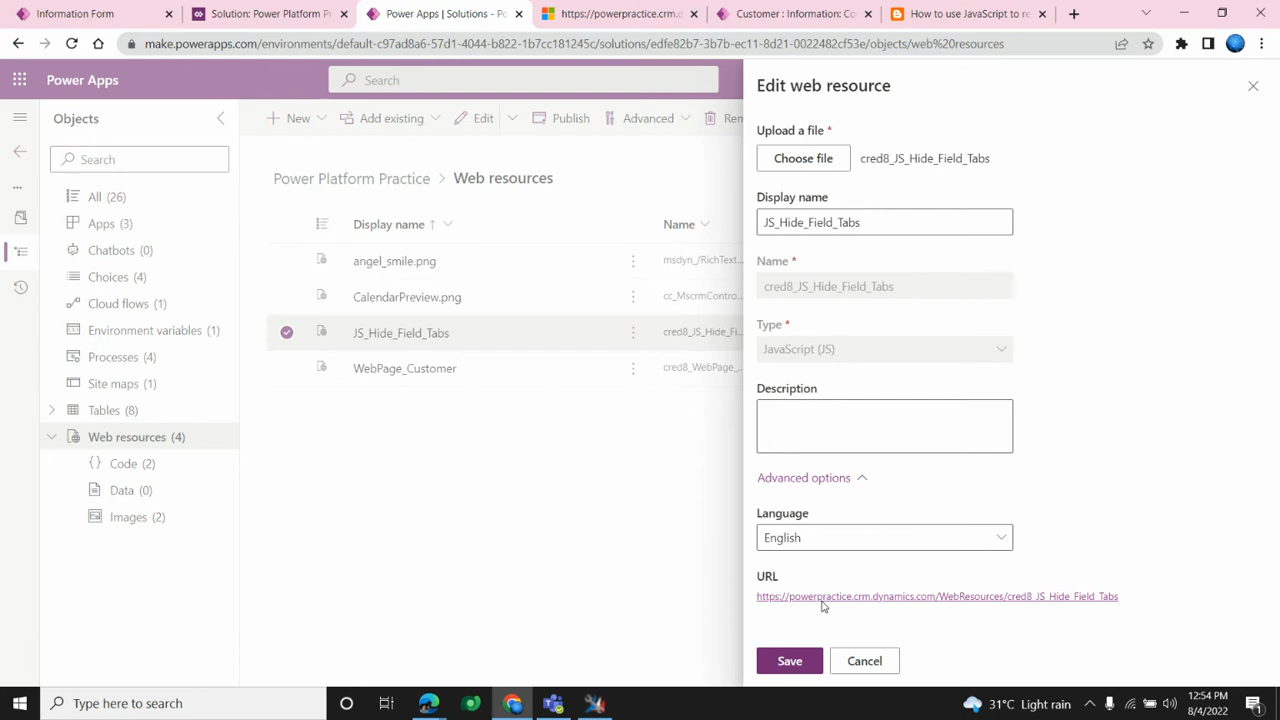 Information Form
Solution: Power Platform P
Power Apps | Solutions - Po
https://powerpractice.crm.d
Customer : Information: Co
How to use JavaScript to re
make.powerapps.com/environments/default-c97ad8a6-57d1-4041-b822-1b7cc181245c/solutions/edfe82b7-3b7b-ec11-8d21-0022482cf53e/objects/web%20resources
Power Apps
Search
Objects
Search
All (26)
Apps (3)
Chatbots (0)
Choices (4)
Cloud flows (1)
Environment variables (1)
Processes (4)
Site maps (1)
Tables (8)
Web resources (4)
Code (2)
Data (0)
Images (2)
New
Add existing
Edit
Publish
Advanced
Rem
Power Platform Practice > Web resources
Display name ↑
Name
angel_smile.png
msdyn_/RichText...
CalendarPreview.png
cc_MscrmContro...
JS_Hide_Field_Tabs
cred8_JS_Hide_Fi...
WebPage_Customer
cred8_WebPage_...
Edit web resource
Upload a file *
Choose file
cred8_JS_Hide_Field_Tabs
Display name
JS_Hide_Field_Tabs
Name *
cred8_JS_Hide_Field_Tabs
Type *
JavaScript (JS)
Description
Advanced options
Language
English
URL
https://powerpractice.crm.dynamics.com/WebResources/cred8_JS_Hide_Field_Tabs
Save
Cancel
Type here to search
31°C Light rain
12:54 PM
8/4/2022
1